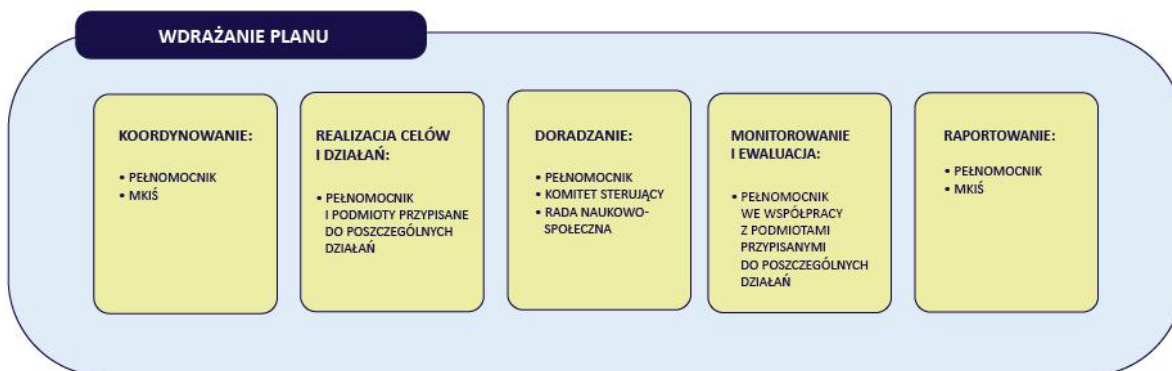 WDRAŻANIE PLANU
KOORDYNOWANIE:
• PEŁNOMOCNIK
• MKIŚ
REALIZACJA CELÓW
I DZIAŁAŃ:
• PEŁNOMOCNIK
I PODMIOTY PRZYPISANE
DO POSZCZEGÓLNYCH
DZIAŁAŃ
DORADZANIE:
• PEŁNOMOCNIK
• KOMITET STERUJĄCY
• RADA NAUKOWO-
SPOŁECZNA
MONITOROWANIE
I EWALUACJA:
• PEŁNOMOCNIK
WE WSPÓŁPRACY
Z PODMIOTAMI
PRZYPISANYMI
DO POSZCZEGÓLNYCH
DZIAŁAŃ
RAPORTOWANIE:
• PEŁNOMOCNIK
• MKIŚ